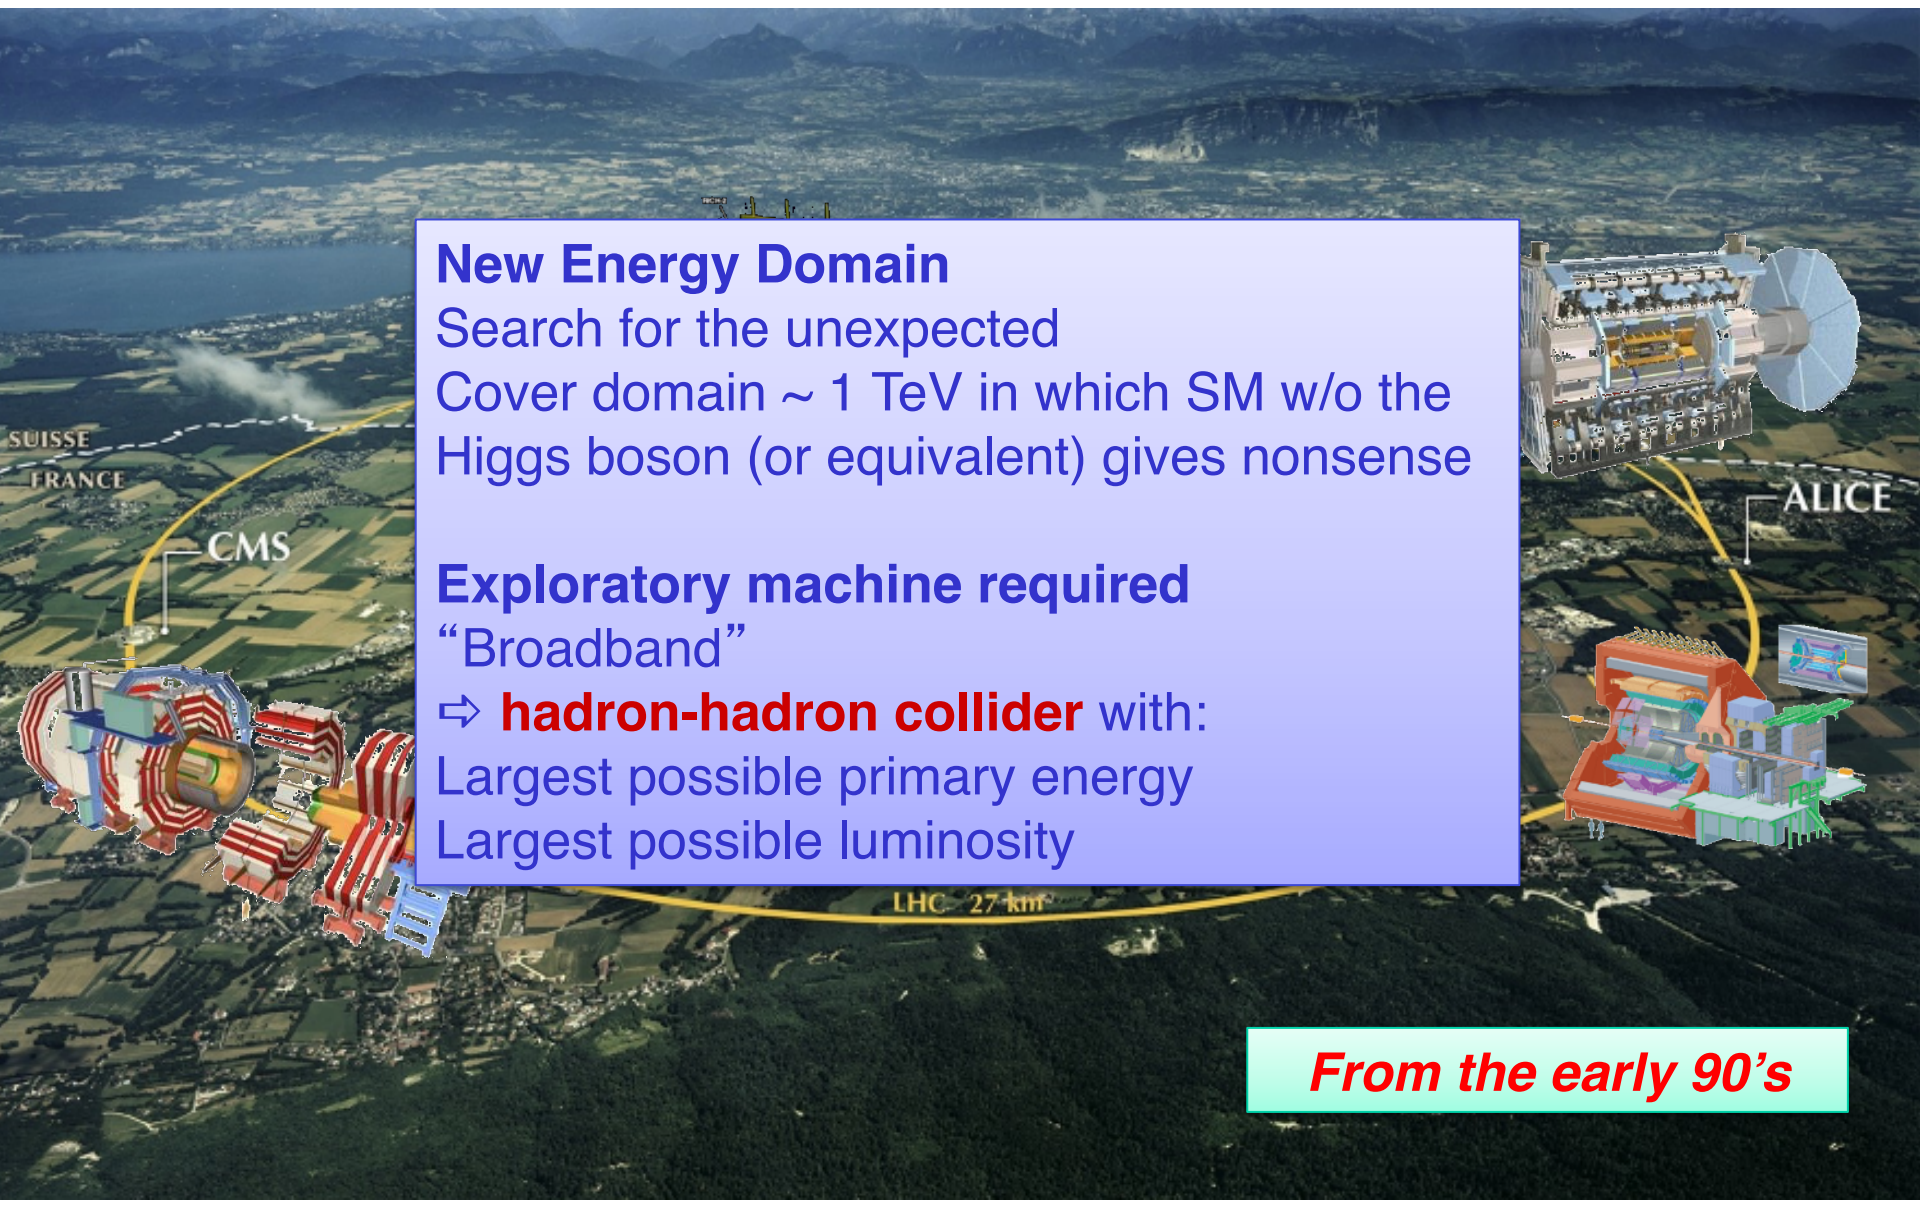 RICH-2
New Energy Domain
Search for the unexpected
Cover domain ~ 1 TeV in which SM w/o the
Higgs boson (or equivalent) gives nonsense
SUISSE
FRANCE
ALICE
CMS
Exploratory machine required
“Broadband”
⇨ hadron-hadron collider with:
Largest possible primary energy
Largest possible luminosity
LHC 27 km
From the early 90’s